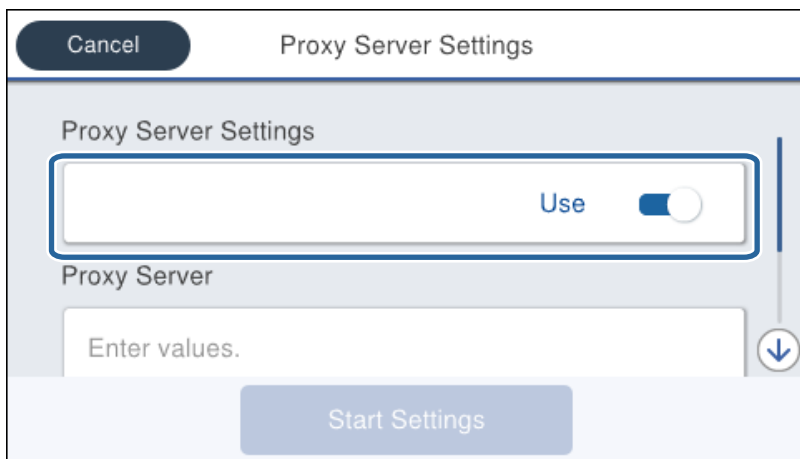 Cancel Proxy Server Settings
Proxy Server Settings
Use
Proxy Server
Enter values.
Start Settings